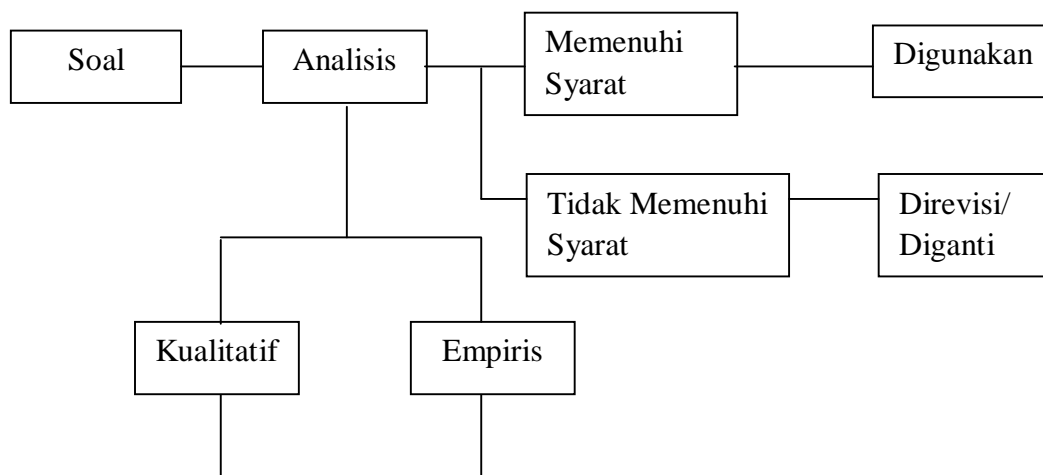 Soal
Analisis
Memenuhi
Syarat
Digunakan
Tidak Memenuhi
Syarat
Direvisi/
Diganti
Kualitatif
Empiris